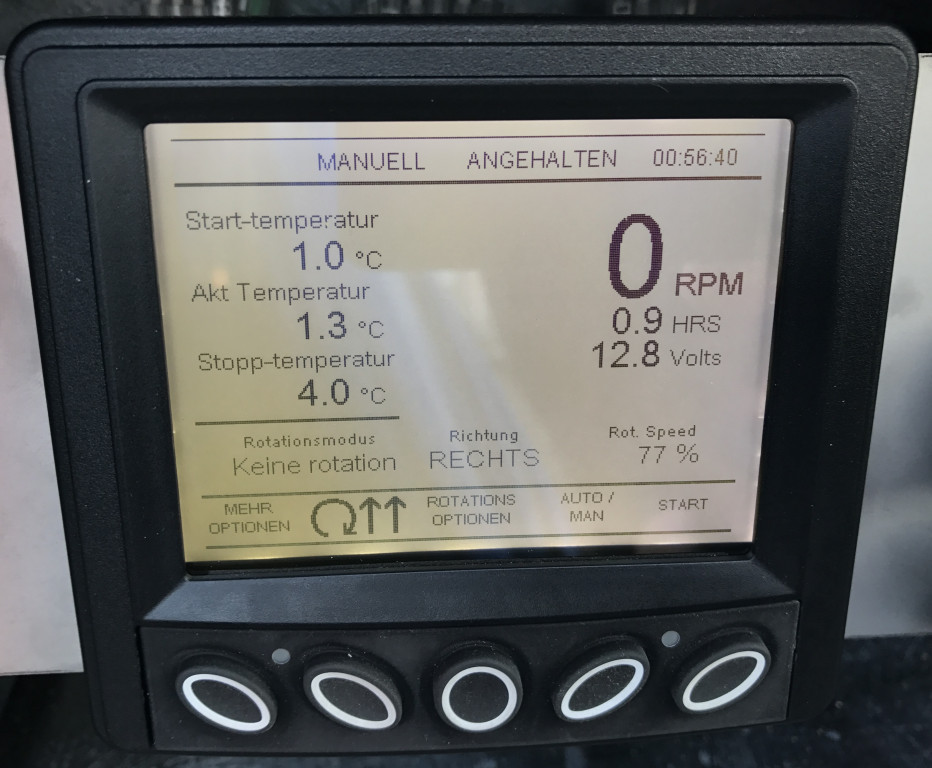 MANUELL ANGEHALTEN 00:56:40
Start-temperatur
1.0 °C
Akt Temperatur
1.3 °C
Stopp-temperatur
4.0 °C
0 RPM
0.9 HRS
12.8 Volts
Rotationsmodus
Keine rotation
Richtung
RECHTS
Rot. Speed
77 %
MEHR
OPTIONEN
ROTATIONS
OPTIONEN
AUTO /
MAN
START